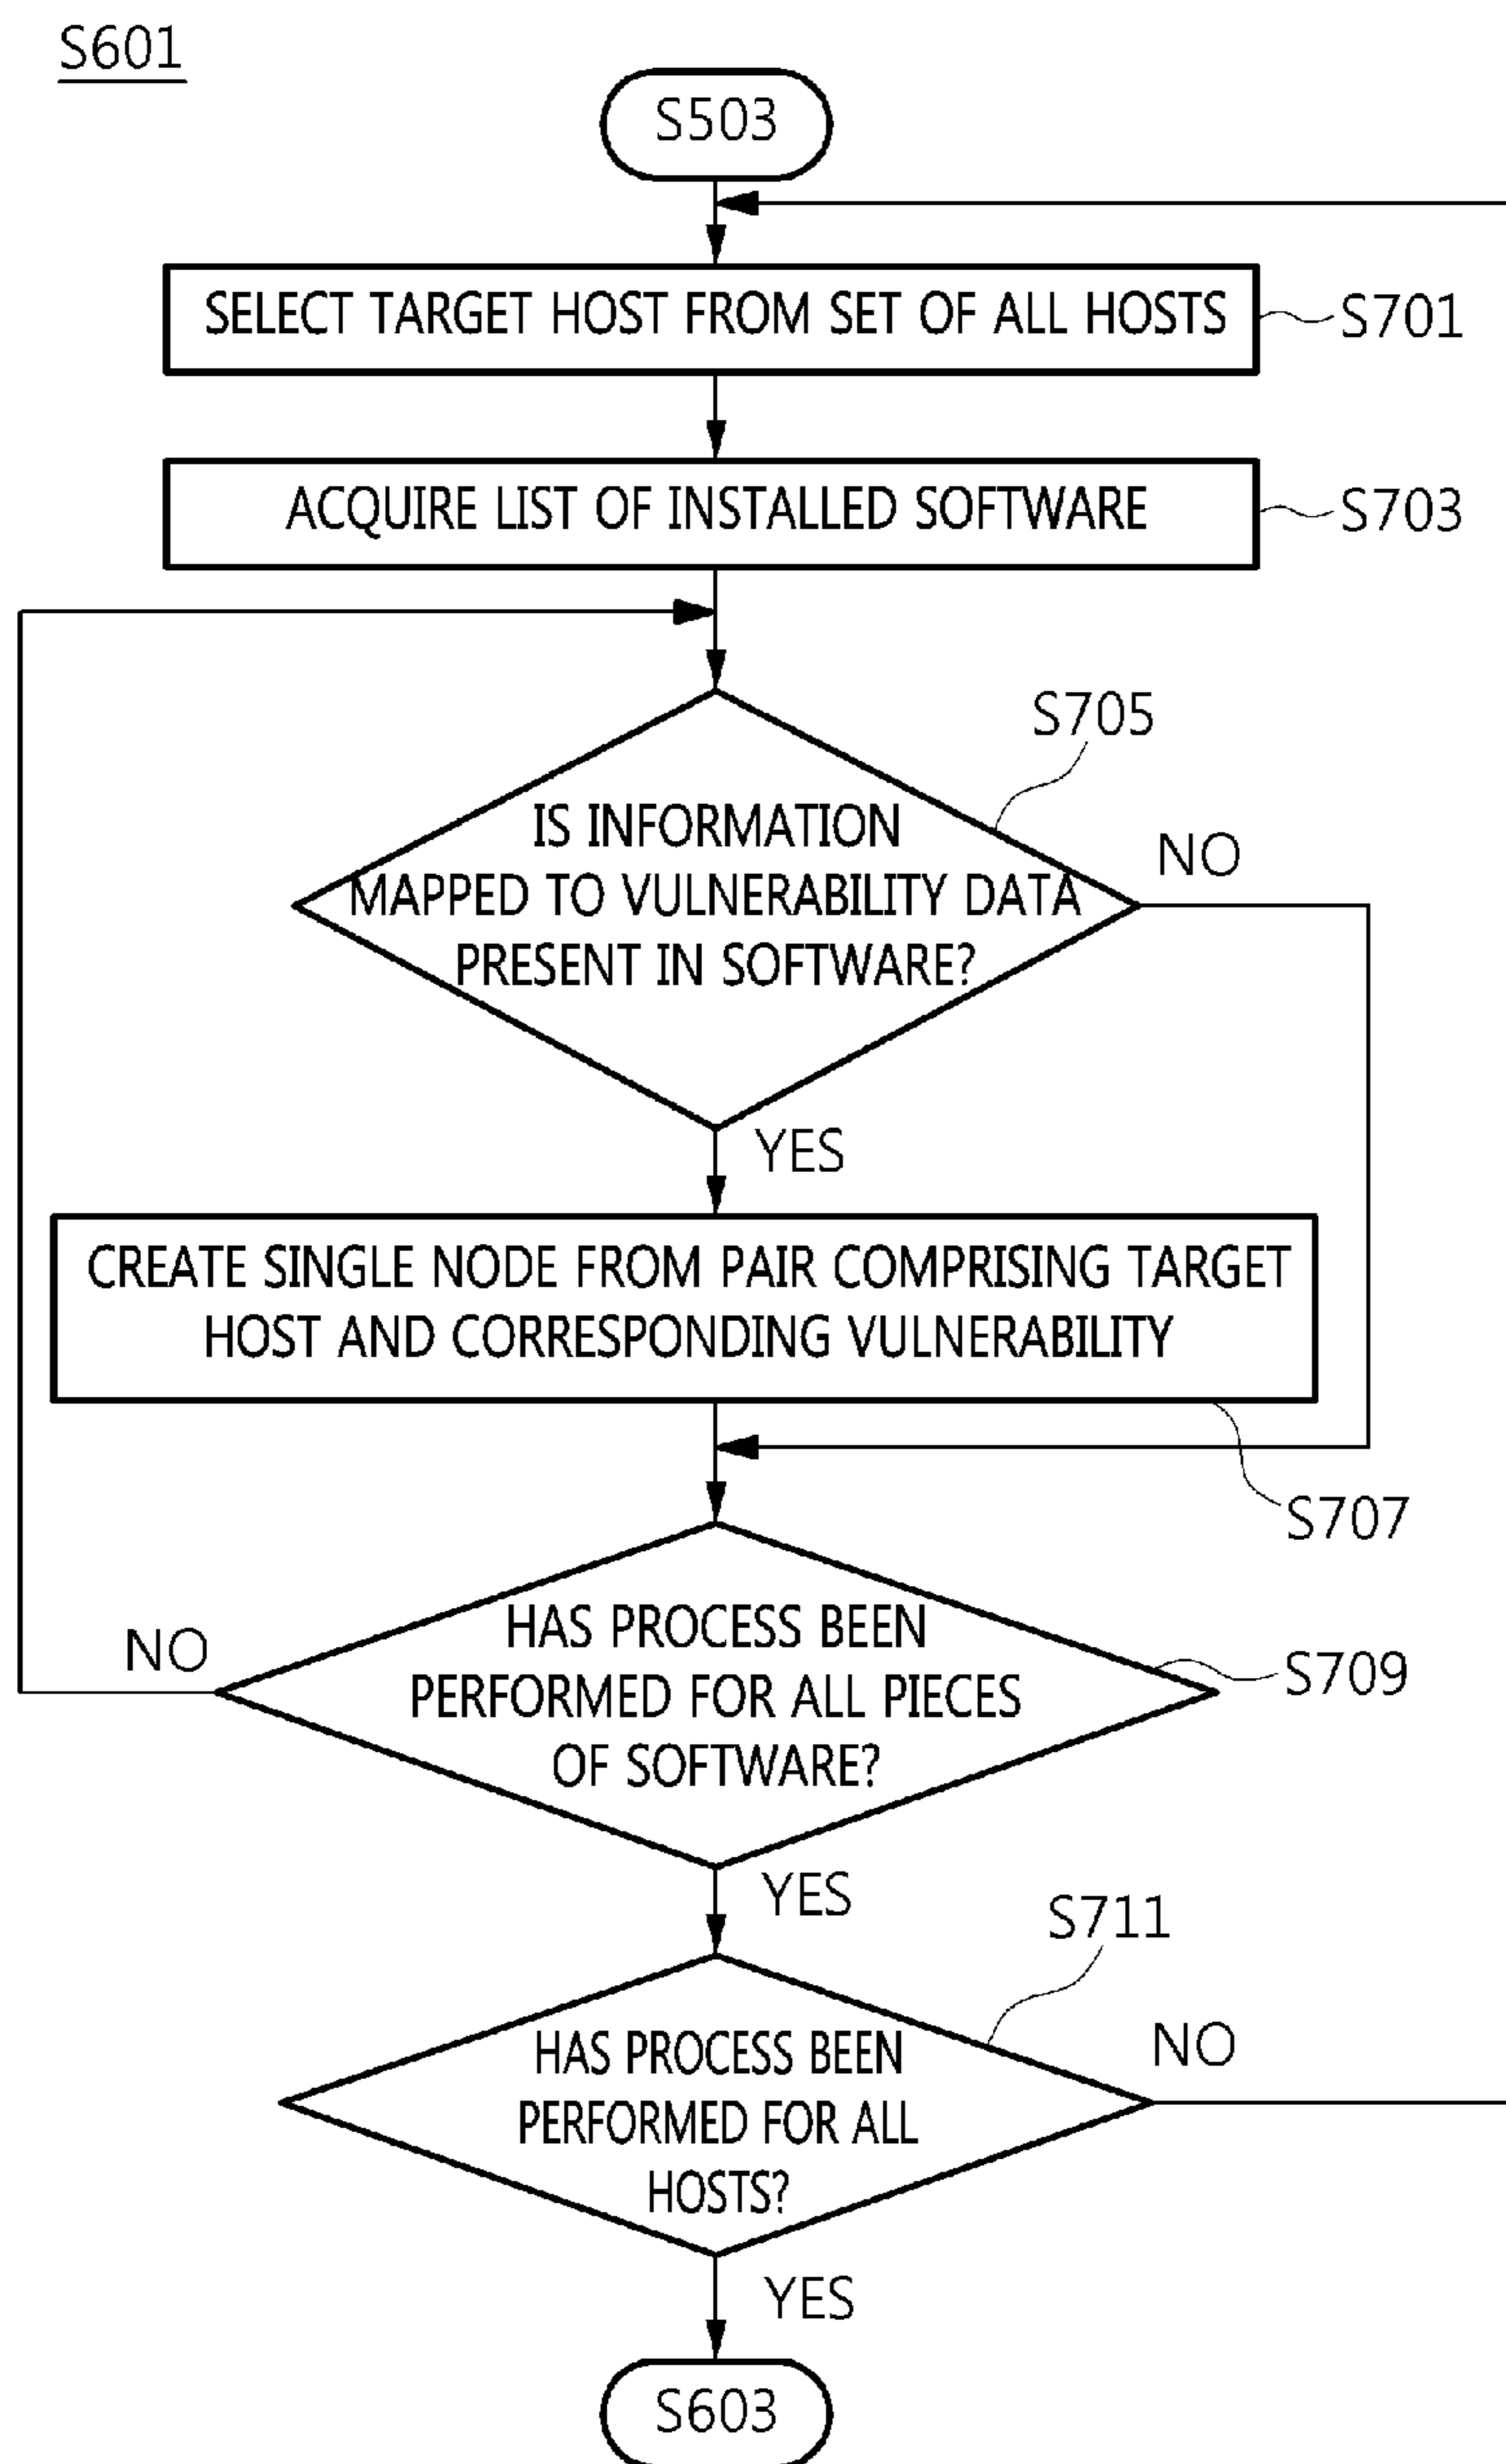 S601
S503
SELECT TARGET HOST FROM SET OF ALL HOSTS
S701
ACQUIRE LIST OF INSTALLED SOFTWARE
S703
S705
IS INFORMATION
MAPPED TO VULNERABILITY DATA
PRESENT IN SOFTWARE?
NO
YES
CREATE SINGLE NODE FROM PAIR COMPRISING TARGET
HOST AND CORRESPONDING VULNERABILITY
S707
HAS PROCESS BEEN
PERFORMED FOR ALL PIECES
OF SOFTWARE?
NO
S709
YES
S711
HAS PROCESS BEEN
PERFORMED FOR ALL
HOSTS?
NO
YES
S603